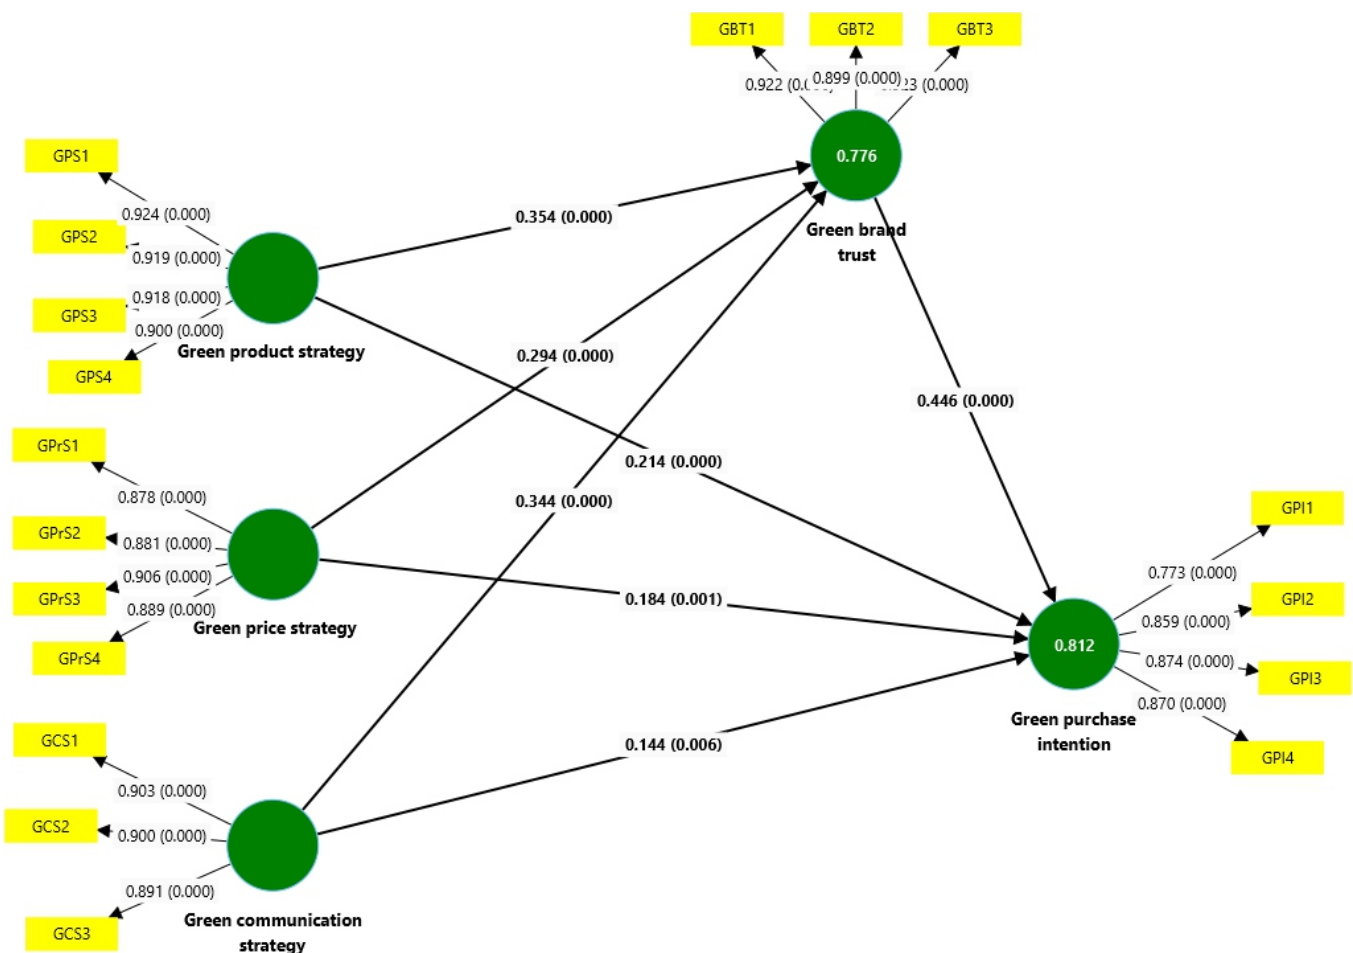 GBT1
GBT2
GBT3
0.899 (0.000)
GPS1
0.924 (0.000)
GPS2
0.919 (0.000)
0.918 (0.000)
GPS3
0.900 (0.000)
GPS4
Green product strategy
0.776
Green brand
trust
0.354 (0.000)
0.294 (0.000)
0.446 (0.000)
0.214 (0.000)
0.344 (0.000)
GPrS1
0.878 (0.000)
GPrS2
0.881 (0.000)
0.906 (0.000)
GPrS3
0.889 (0.000)
GPrS4
Green price strategy
0.184 (0.001)
GPI1
0.773 (0.000)
GPI2
0.859 (0.000)
0.874 (0.000)
GPI3
0.870 (0.000)
GPI4
0.812
Green purchase
intention
0.144 (0.006)
GCS1
0.903 (0.000)
GCS2
0.900 (0.000)
0.891 (0.000)
GCS3
Green communication
strategy